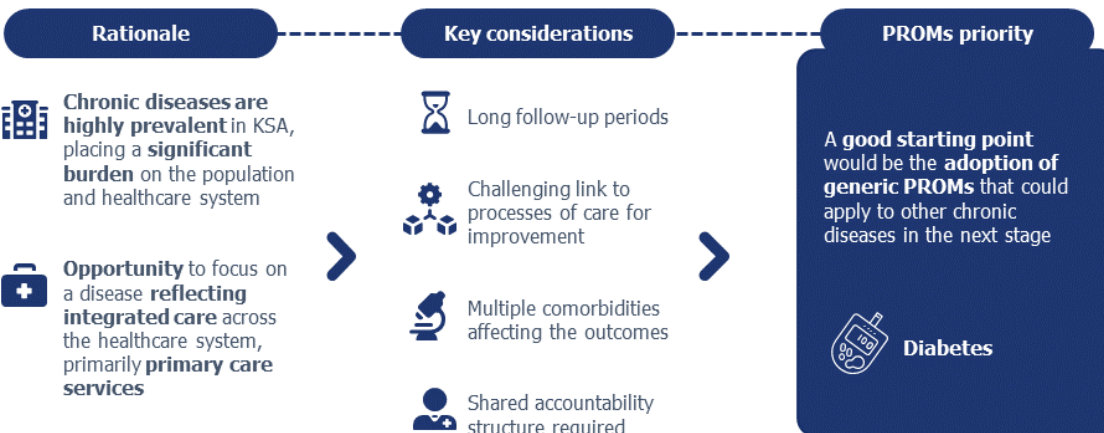 Rationale
Key considerations
PROMs priority
Chronic diseases are
highly prevalent in KSA,
placing a significant
burden on the population
and healthcare system
Opportunity to focus on
a disease reflecting
integrated care across
the healthcare system,
primarily primary care
services
Long follow-up periods
Challenging link to
processes of care for
improvement
Multiple comorbidities
affecting the outcomes
Shared accountability
structure required
A good starting point
would be the adoption of
generic PROMs that could
apply to other chronic
diseases in the next stage
100
Diabetes